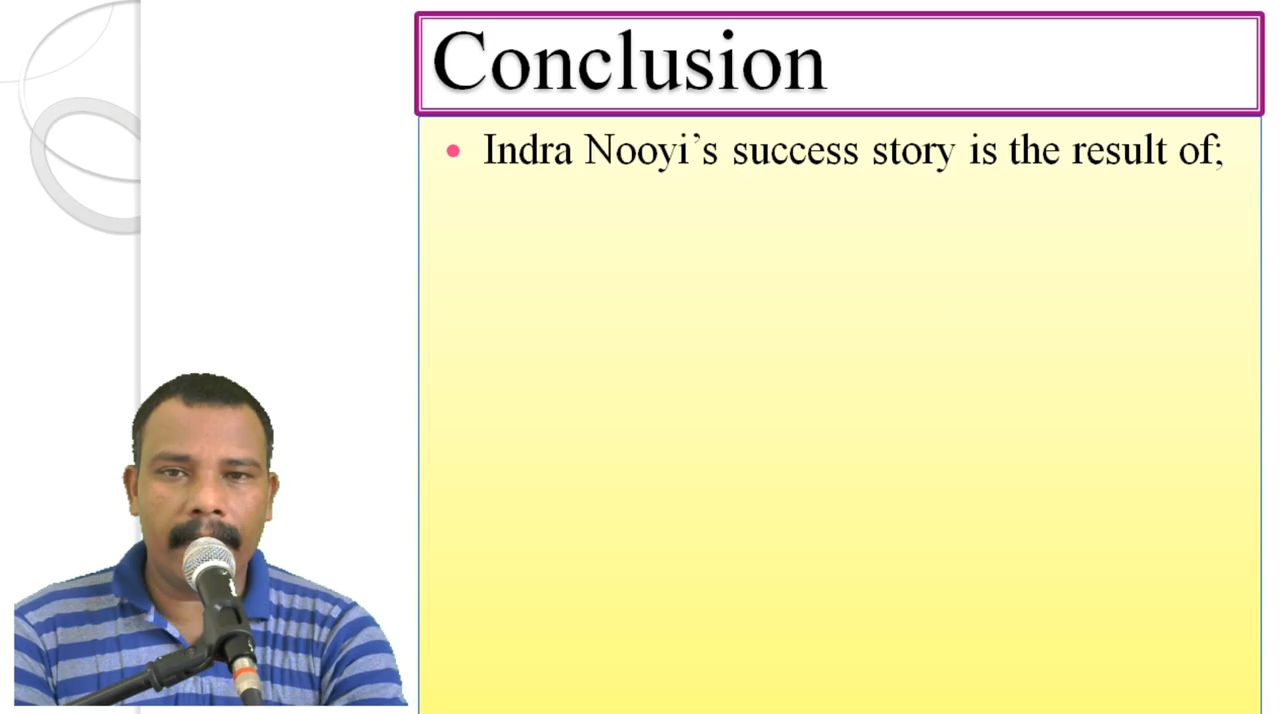 Conclusion
Indra Nooyi’s success story is the result of;